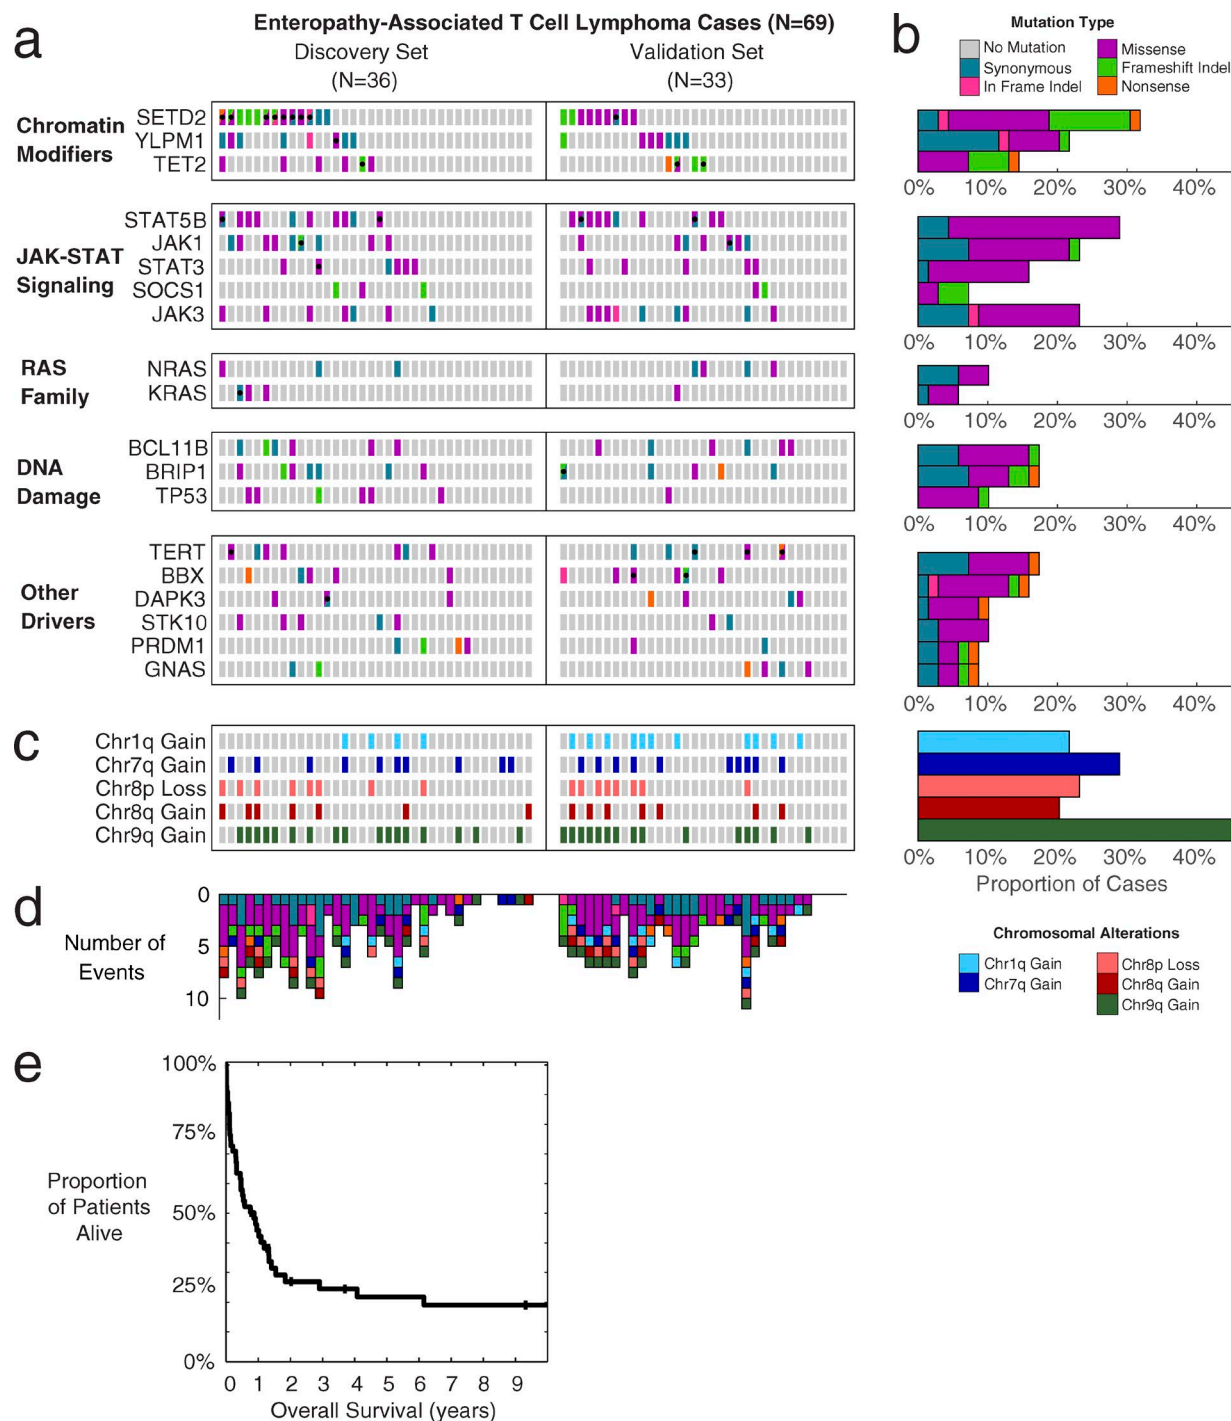 a
Enteropathy-Associated T Cell Lymphoma Cases (N=69)
Discovery Set
(N=36)
Validation Set
(N=33)
Chromatin
Modifiers
SETD2
YLPM1
TET2
JAK-STAT
Signaling
STAT5B
JAK1
STAT3
SOCS1
JAK3
RAS
Family
NRAS
KRAS
DNA
Damage
BCL11B
BRIP1
TP53
Other
Drivers
TERT
BBX
DAPK3
STK10
PRDM1
GNAS
b
Mutation Type
No Mutation
Synonymous
In Frame Indel
Missense
Frameshift Indel
Nonsense
0% 10% 20% 30% 40%
0% 10% 20% 30% 40%
0% 10% 20% 30% 40%
0% 10% 20% 30% 40%
0% 10% 20% 30% 40%
c
Chr1q Gain
Chr7q Gain
Chr8p Loss
Chr8q Gain
Chr9q Gain
0% 10% 20% 30% 40%
Proportion of Cases
d
Number of
Events
0
5
10
Chromosomal Alterations
Chr1q Gain
Chr7q Gain
Chr8p Loss
Chr8q Gain
Chr9q Gain
e
Proportion
of Patients
Alive
100%
75%
50%
25%
0%
0 1 2 3 4 5 6 7 8 9
Overall Survival (years)